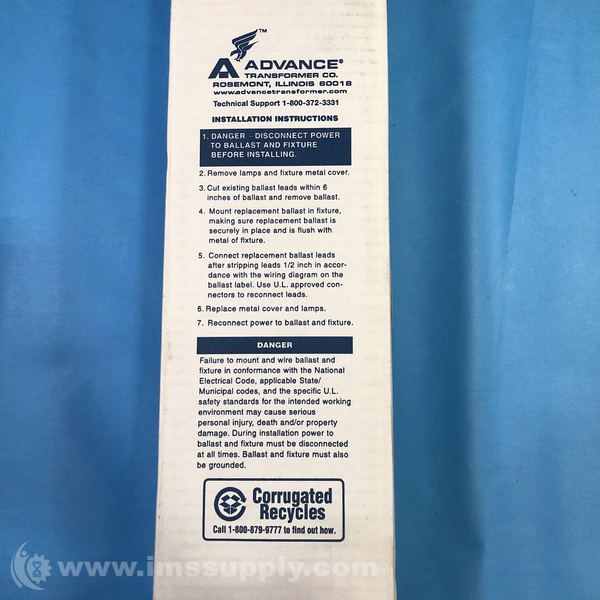 ™
ADVANCE®
TRANSFORMER CO.
ROSEMONT, ILLINOIS 60018
www.advancetransformer.com
Technical Support 1-800-372-3331
INSTALLATION INSTRUCTIONS
1. DANGER - DISCONNECT POWER
TO BALLAST AND FIXTURE
BEFORE INSTALLING.
2. Remove lamps and fixture metal cover.
3. Cut existing ballast leads within 6
inches of ballast and remove ballast.
4. Mount replacement ballast in fixture,
making sure replacement ballast is
securely in place and is flush with
metal of fixture.
5. Connect replacement ballast leads
after stripping leads 1/2 inch in accor-
dance with the wiring diagram on the
ballast label. Use U.L. approved con-
nectors to reconnect leads.
6. Replace metal cover and lamps.
7. Reconnect power to ballast and fixture.
DANGER
Failure to mount and wire ballast and
fixture in conformance with the National
Electrical Code, applicable State/
Municipal codes, and the specific U.L.
safety standards for the intended working
environment may cause serious
personal injury, death and/or property
damage. During installation power to
ballast and fixture must be disconnected
at all times. Ballast and fixture must also
be grounded.
Corrugated
Recycles
Call 1-800-879-9777 to find out how.
www.imssupply.com